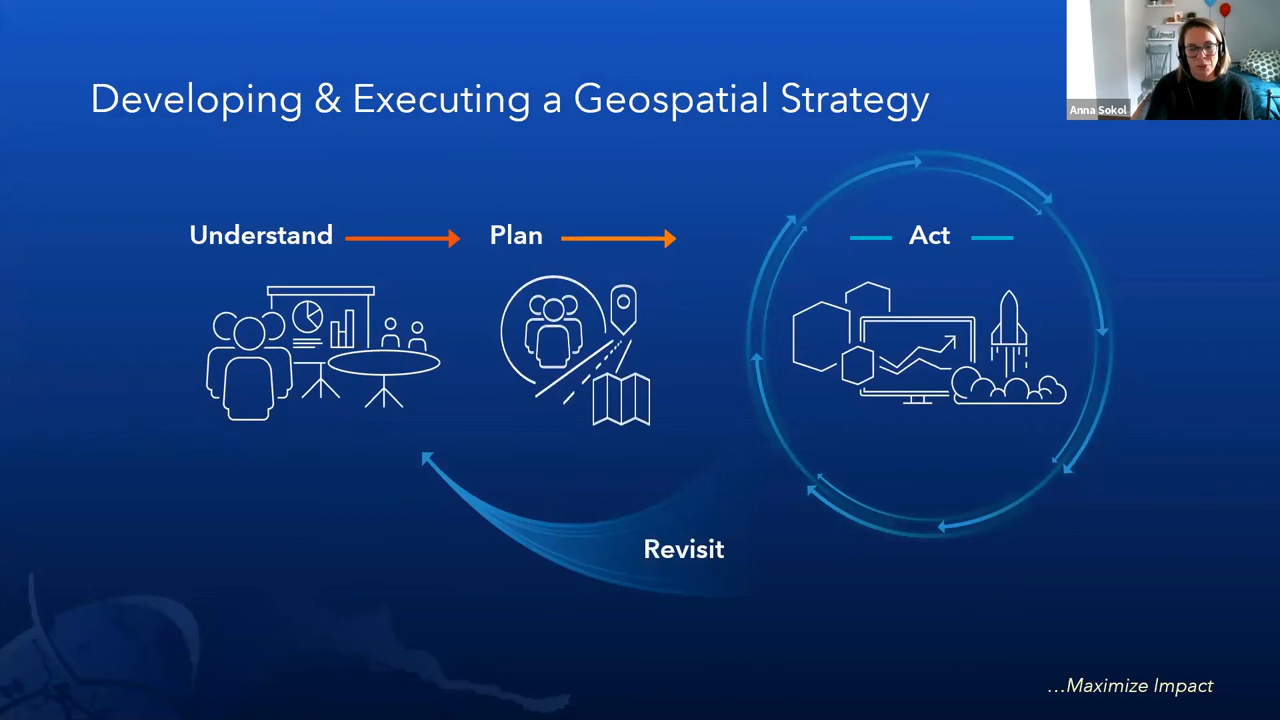 Developing & Executing a Geospatial Strategy
Anna Sokol
Understand
Plan
Act
Revisit
...Maximize Impact